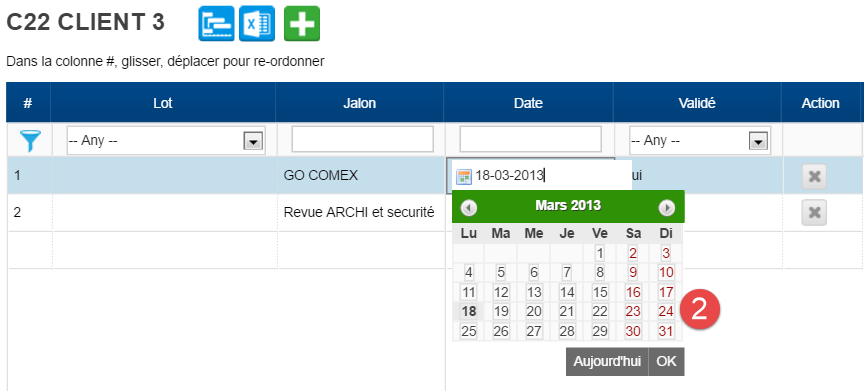 C22 CLIENT 3
Dans la colonne #, glisser, déplacer pour re-ordonner
# Lot Jalon Date Validé Action
-- Any -- -- Any --
1 GO COMEX 18-03-2013 ui
2 Revue ARCHI et securité
Mars 2013
Lu Ma Me Je Ve Sa Di
1 2 3
4 5 6 7 8 9 10
11 12 13 14 15 16 17
18 19 20 21 22 23 24
2
25 26 27 28 29 30 31
Aujourd'hui OK